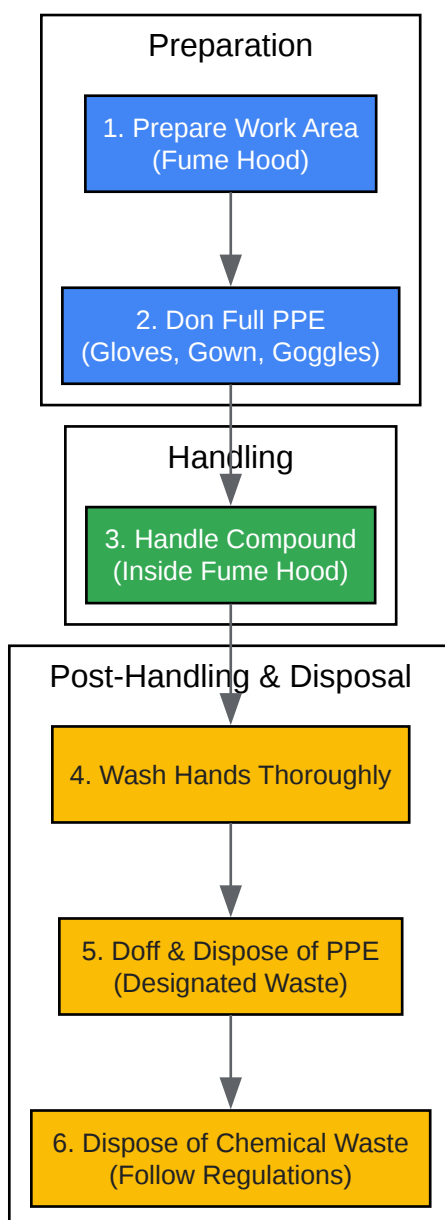 Preparation
1. Prepare Work Area
(Fume Hood)
2. Don Full PPE
(Gloves, Gown, Goggles)
Handling
3. Handle Compound
(Inside Fume Hood)
Post-Handling & Disposal
4. Wash Hands Thoroughly
5. Doff & Dispose of PPE
(Designated Waste)
6. Dispose of Chemical Waste
(Follow Regulations)